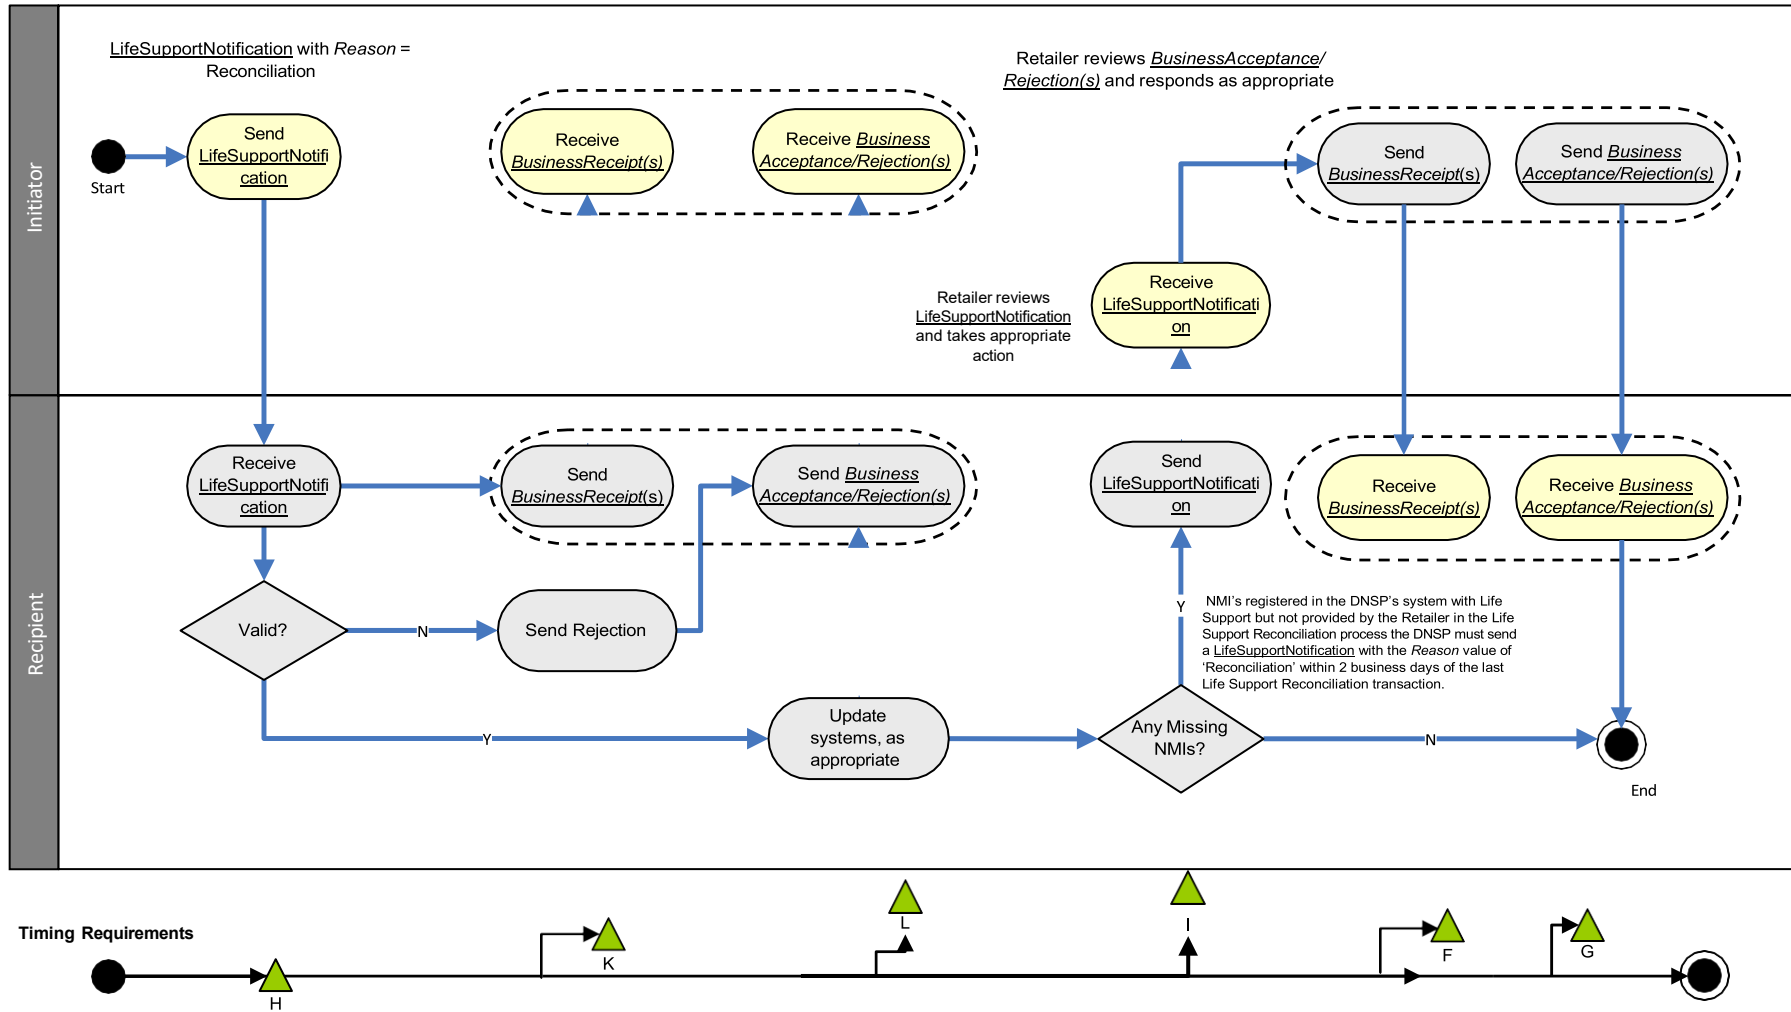 Initiator
LifeSupportNotification with Reason =
Reconciliation
Start
Send
LifeSupportNotifi
cation
Receive
BusinessReceipt(s)
Receive Business
Acceptance/Rejection(s)
Retailer reviews BusinessAcceptance/
Rejection(s) and responds as appropriate
Send
BusinessReceipt(s)
Send Business
Acceptance/Rejection(s)
Retailer reviews
LifeSupportNotification
and takes appropriate
action
Receive
LifeSupportNotificati
on
Recipient
Receive
LifeSupportNotifi
cation
Send
BusinessReceipt(s)
Send Business
Acceptance/Rejection(s)
Send
LifeSupportNotificati
on
Receive
BusinessReceipt(s)
Receive Business
Acceptance/Rejection(s)
Valid?
N
Send Rejection
Y
NMI's registered in the DNSP's system with Life
Support but not provided by the Retailer in the Life
Support Reconciliation process the DNSP must send
a LifeSupportNotification with the Reason value of
‘Reconciliation’ within 2 business days of the last
Life Support Reconciliation transaction.
Y
Update
systems, as
appropriate
Any Missing
NMIs?
N
End
Timing Requirements
H
K
L
I
F
G